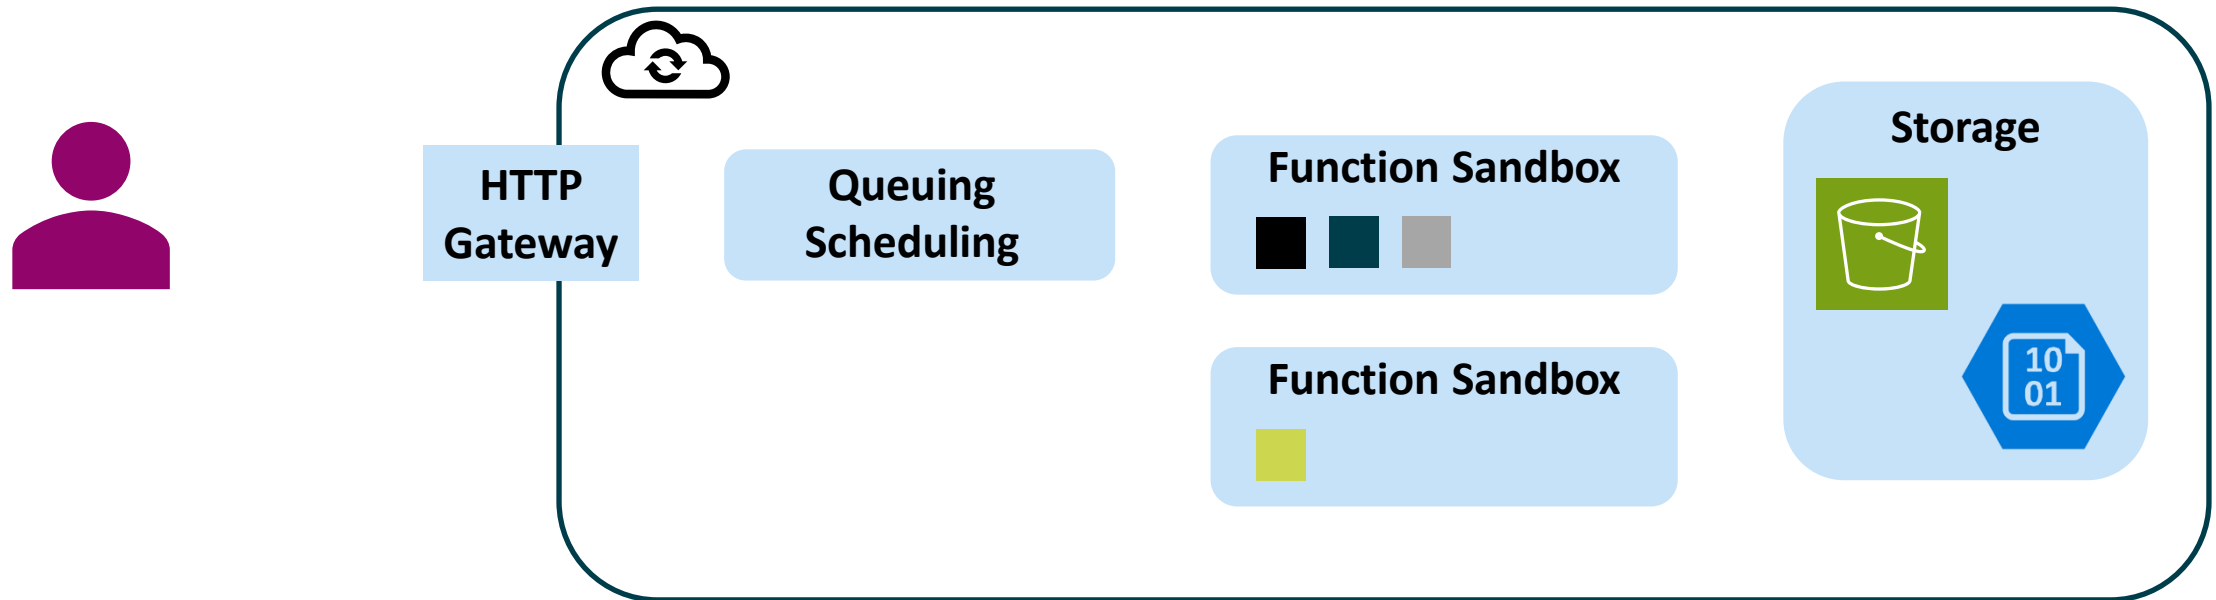 HTTP
Gateway
Queuing
Scheduling
Function Sandbox
Function Sandbox
Storage
10
01